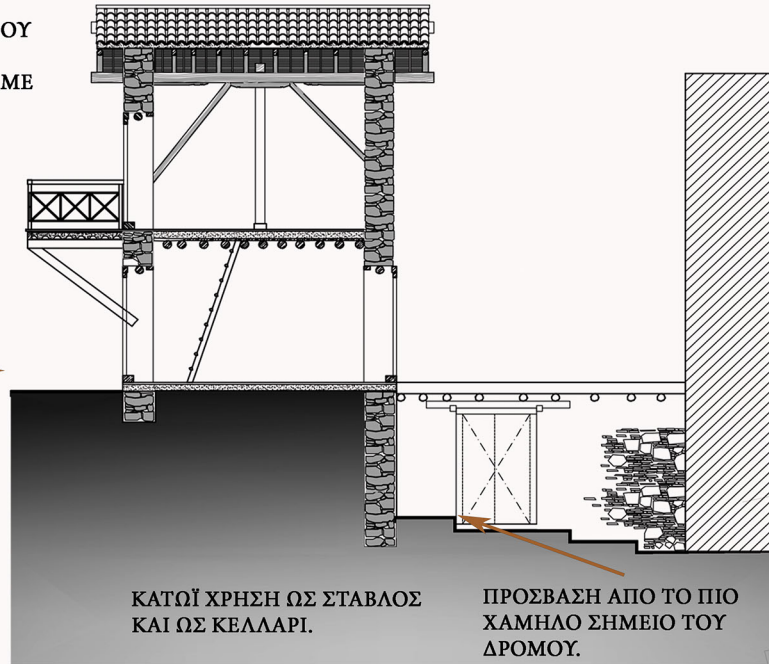 ΟΥ
ΜΕ
ΚΑΤΩΪ ΧΡΗΣΗ ΩΣ ΣΤΑΒΛΟΣ
ΚΑΙ ΩΣ ΚΕΛΛΑΡΙ.
ΠΡΟΣΒΑΣΗ ΑΠΟ ΤΟ ΠΙΟ
ΧΑΜΗΛΟ ΣΗΜΕΙΟ ΤΟΥ
ΔΡΟΜΟΥ.